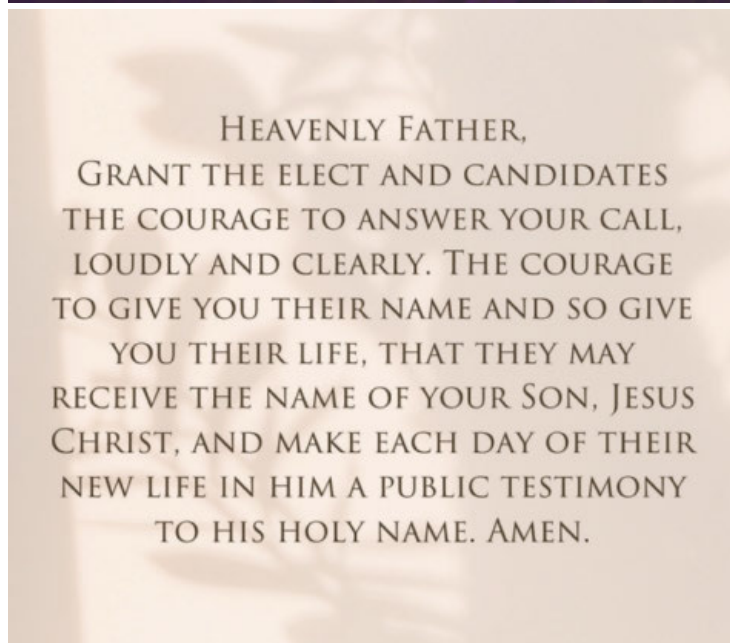 Heavenly Father,
Grant the elect and candidates
the courage to answer your call,
loudly and clearly. The courage
to give you their name and so give
you their life, that they may
receive the name of your Son, Jesus
Christ, and make each day of their
new life in him a public testimony
to his holy name. Amen.